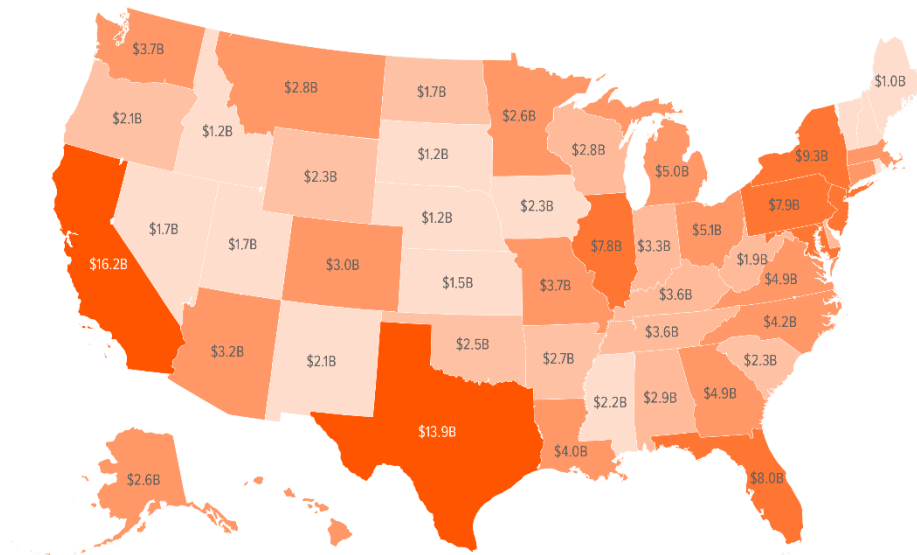 $3.7B
$1.0B
$2.8B
$1.7B
$2.6B
$2.1B
$1.2B
$1.2B
$2.8B
$5.0B
$9.3B
$2.3B
$1.2B
$2.3B
$7.9B
$1.7B
$1.7B
$3.0B
$7.8B
$3.3B
$5.1B
$1.9B
$16.2B
$1.5B
$3.7B
$3.6B
$4.9B
$3.2B
$2.1B
$2.5B
$2.7B
$3.6B
$4.2B
$2.3B
$13.9B
$2.2B
$2.9B
$4.9B
$4.0B
$8.0B
$2.6B